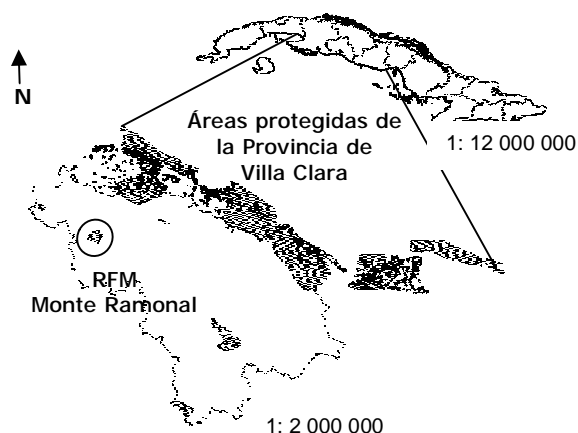 N
Áreas protegidas de
la Provincia de
Villa Clara
1: 12 000 000
RFM
Monte Ramonal
1: 2 000 000